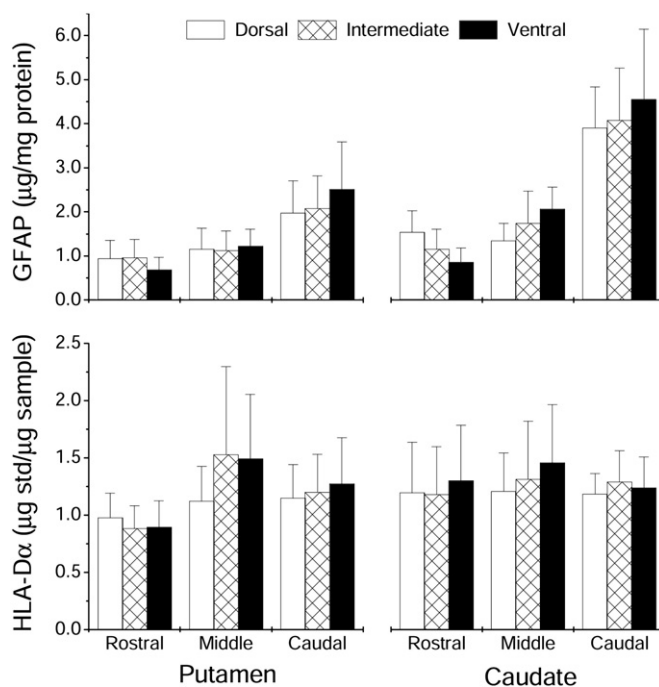 Dorsal Intermediate Ventral
GFAP (µg/mg protein)
6.0
5.0
4.0
3.0
2.0
1.0
0.0
HLA-Dα (µg std/µg sample)
2.5
2.0
1.5
1.0
0.5
0.0
Rostral Middle Caudal Rostral Middle Caudal
Putamen Caudate